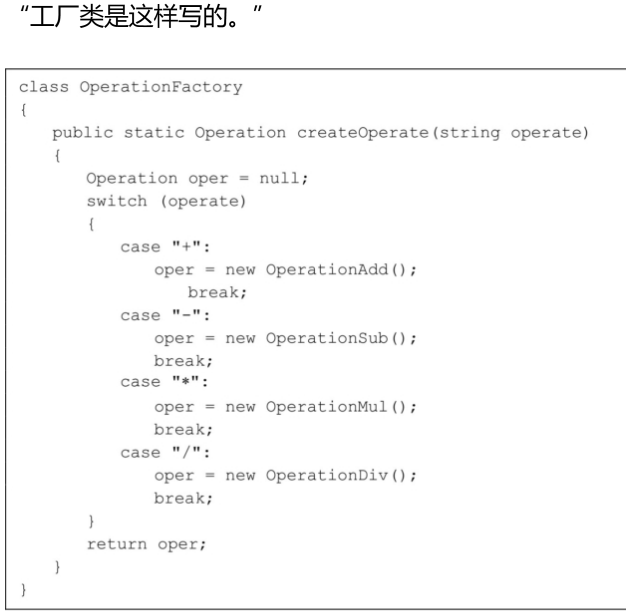 “工厂类是这样写的。”
class OperationFactory
{
    public static Operation createOperate(string operate)
    {
        Operation oper = null;
        switch (operate)
        {
            case "+":
                oper = new OperationAdd();
                    break;
            case "-":
                oper = new OperationSub();
                break;
            case "*":
                oper = new OperationMul();
                break;
            case "/":
                oper = new OperationDiv();
                break;
        }
        return oper;
    }
}